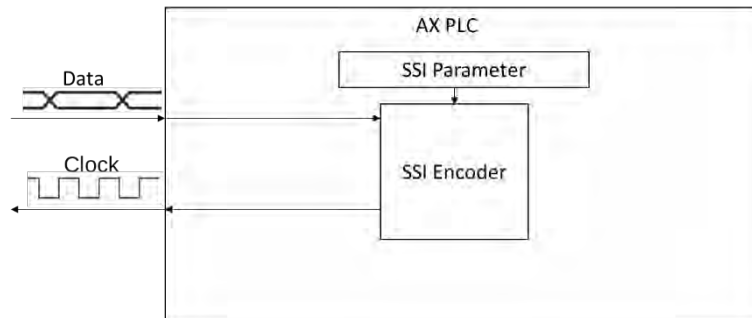 AX PLC
SSI Parameter
Data
Clock
SSI Encoder